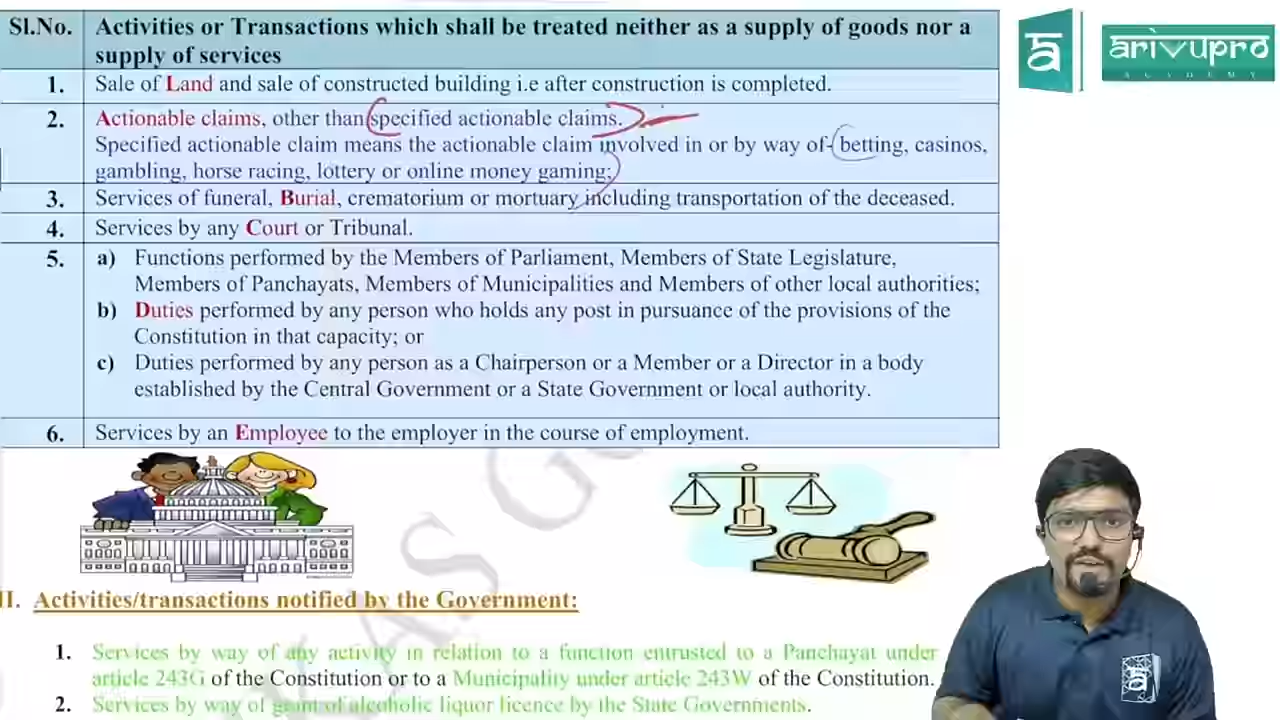 Sl.No. Activities or Transactions which shall be treated neither as a supply of goods nor a
supply of services
1. Sale of Land and sale of constructed building i.e after construction is completed.
2. Actionable claims, other than specified actionable claims.
Specified actionable claim means the actionable claim involved in or by way of- betting, casinos,
gambling, horse racing, lottery or online money gaming;
3. Services of funeral, Burial, crematorium or mortuary including transportation of the deceased.
4. Services by any Court or Tribunal.
5. a) Functions performed by the Members of Parliament, Members of State Legislature,
Members of Panchayats, Members of Municipalities and Members of other local authorities;
b) Duties performed by any person who holds any post in pursuance of the provisions of the
Constitution in that capacity; or
c) Duties performed by any person as a Chairperson or a Member or a Director in a body
established by the Central Government or a State Government or local authority.
6. Services by an Employee to the employer in the course of employment.
II. Activities/transactions notified by the Government:
1. Services by way of any activity in relation to a function entrusted to a Panchayat under
article 243G of the Constitution or to a Municipality under article 243W of the Constitution.
2. Services by way of grant of alcoholic liquor licence by the State Governments.
arivupro
ACADEMY